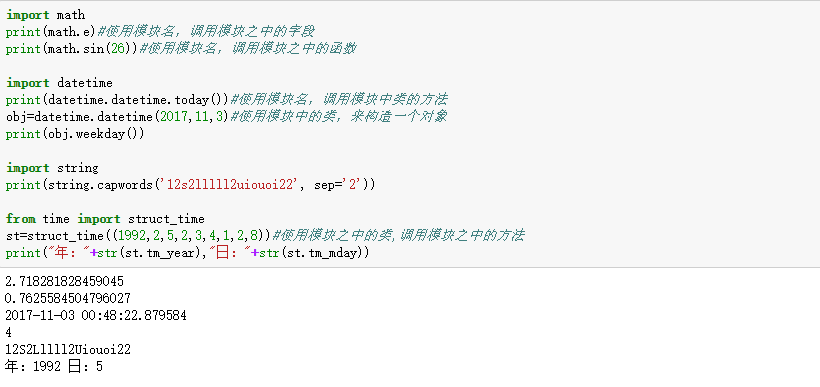 import math
print(math.e)#使用模块名，调用模块之中的字段
print(math.sin(26))#使用模块名，调用模块之中的函数
import datetime
print(datetime.datetime.today())#使用模块名，调用模块中类的方法
obj=datetime.datetime(2017,11,3)#使用模块中的类，来构造一个对象
print(obj.weekday())
import string
print(string.capwords('12s2lllll2uiouoi22', sep='2'))
from time import struct_time
st=struct_time((1992,2,5,2,3,4,1,2,8))#使用模块之中的类,调用模块之中的方法
print("年："+str(st.tm_year),"日："+str(st.tm_mday))
2.718281828459045
0.7625584504796027
2017-11-03 00:48:22.879584
4
12S2Lllll2Uiouoi22
年：1992 日：5